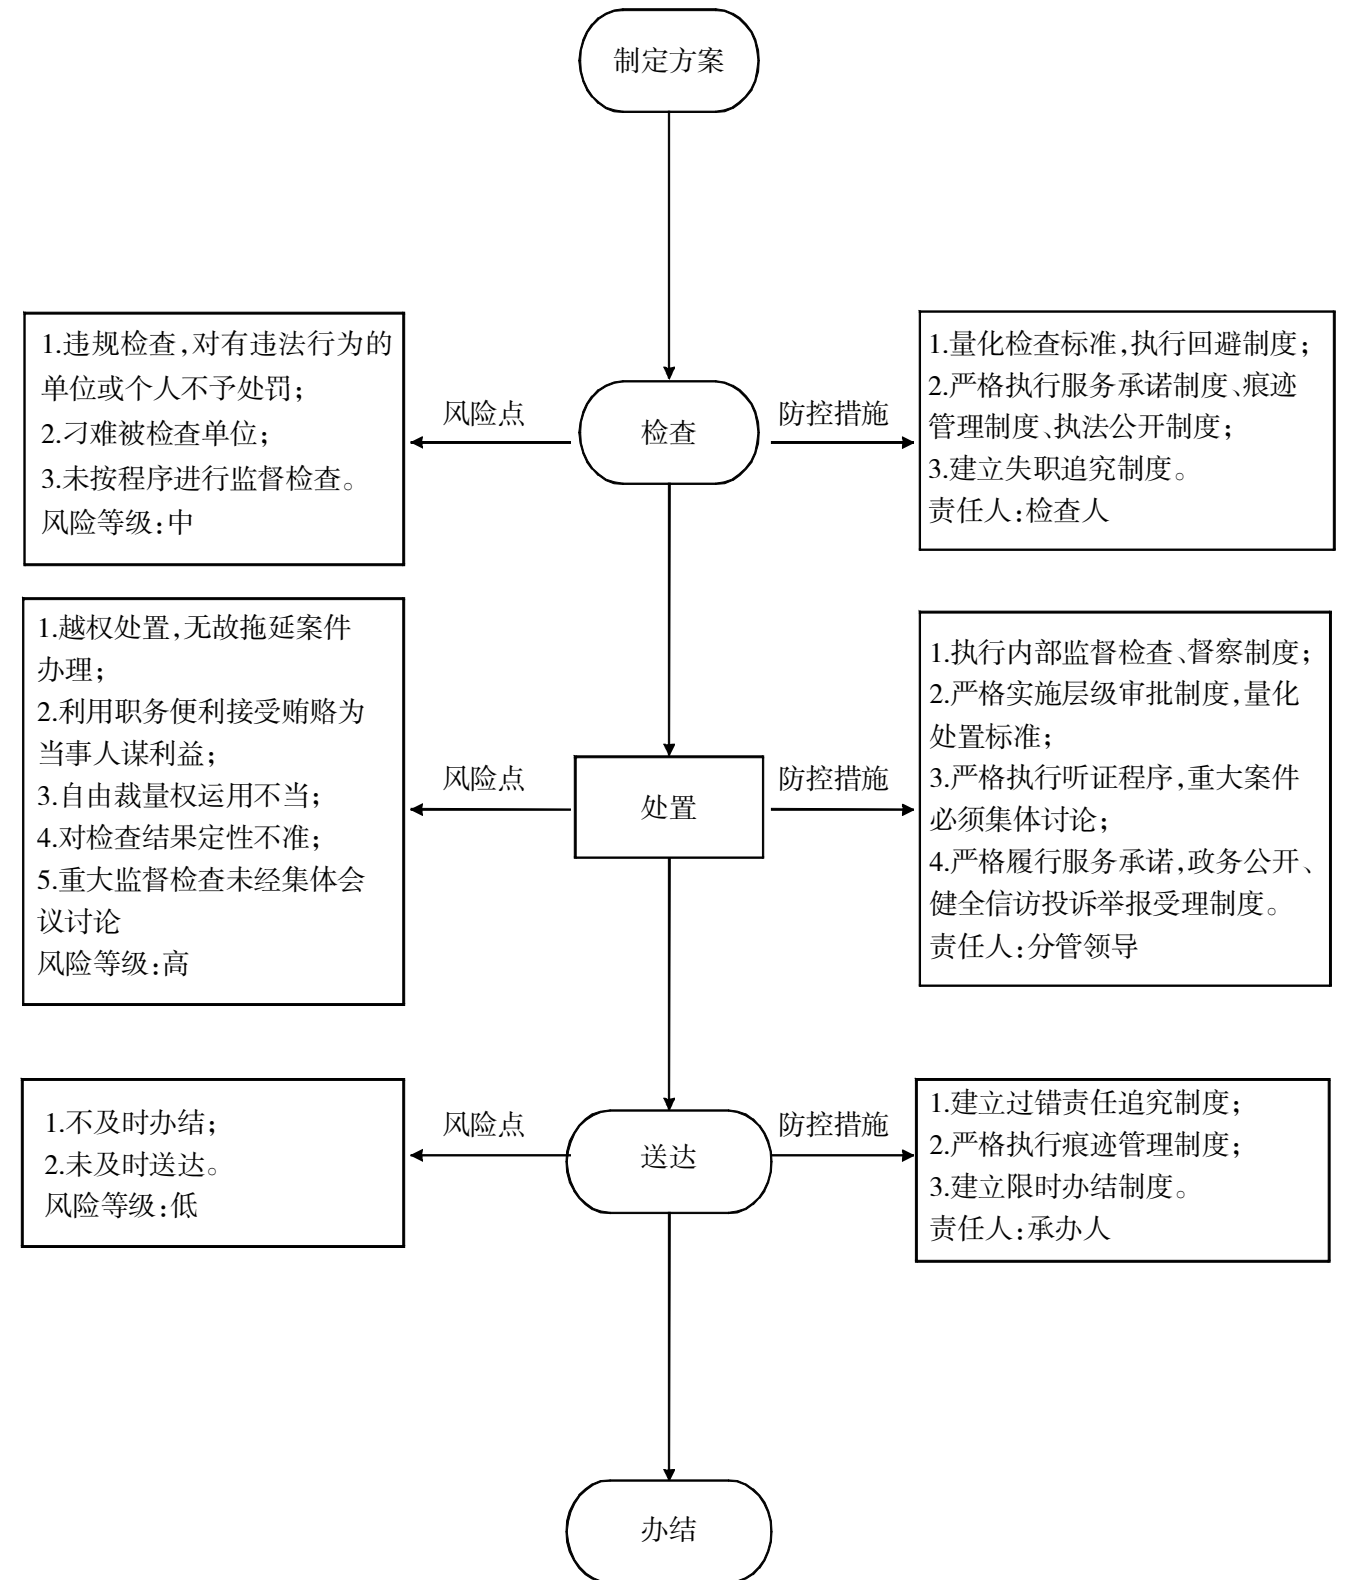 制定方案
1.违规检查,对有违法行为的
单位或个人不予处罚;
2.刁难被检查单位;
3.未按程序进行监督检查。
风险等级:中
风险点
检查
防控措施
1.量化检查标准,执行回避制度;
2.严格执行服务承诺制度、痕迹
管理制度、执法公开制度;
3.建立失职追究制度。
责任人:检查人
1.越权处置,无故拖延案件
办理;
2.利用职务便利接受贿赂为
当事人谋利益;
3.自由裁量权运用不当;
4.对检查结果定性不准;
5.重大监督检查未经集体会
议讨论
风险等级:高
风险点
处置
防控措施
1.执行内部监督检查、督察制度;
2.严格实施层级审批制度,量化
处置标准;
3.严格执行听证程序,重大案件
必须集体讨论;
4.严格履行服务承诺,政务公开、
健全信访投诉举报受理制度。
责任人:分管领导
1.不及时办结;
2.未及时送达。
风险等级:低
风险点
送达
防控措施
1.建立过错责任追究制度;
2.严格执行痕迹管理制度;
3.建立限时办结制度。
责任人:承办人
办结